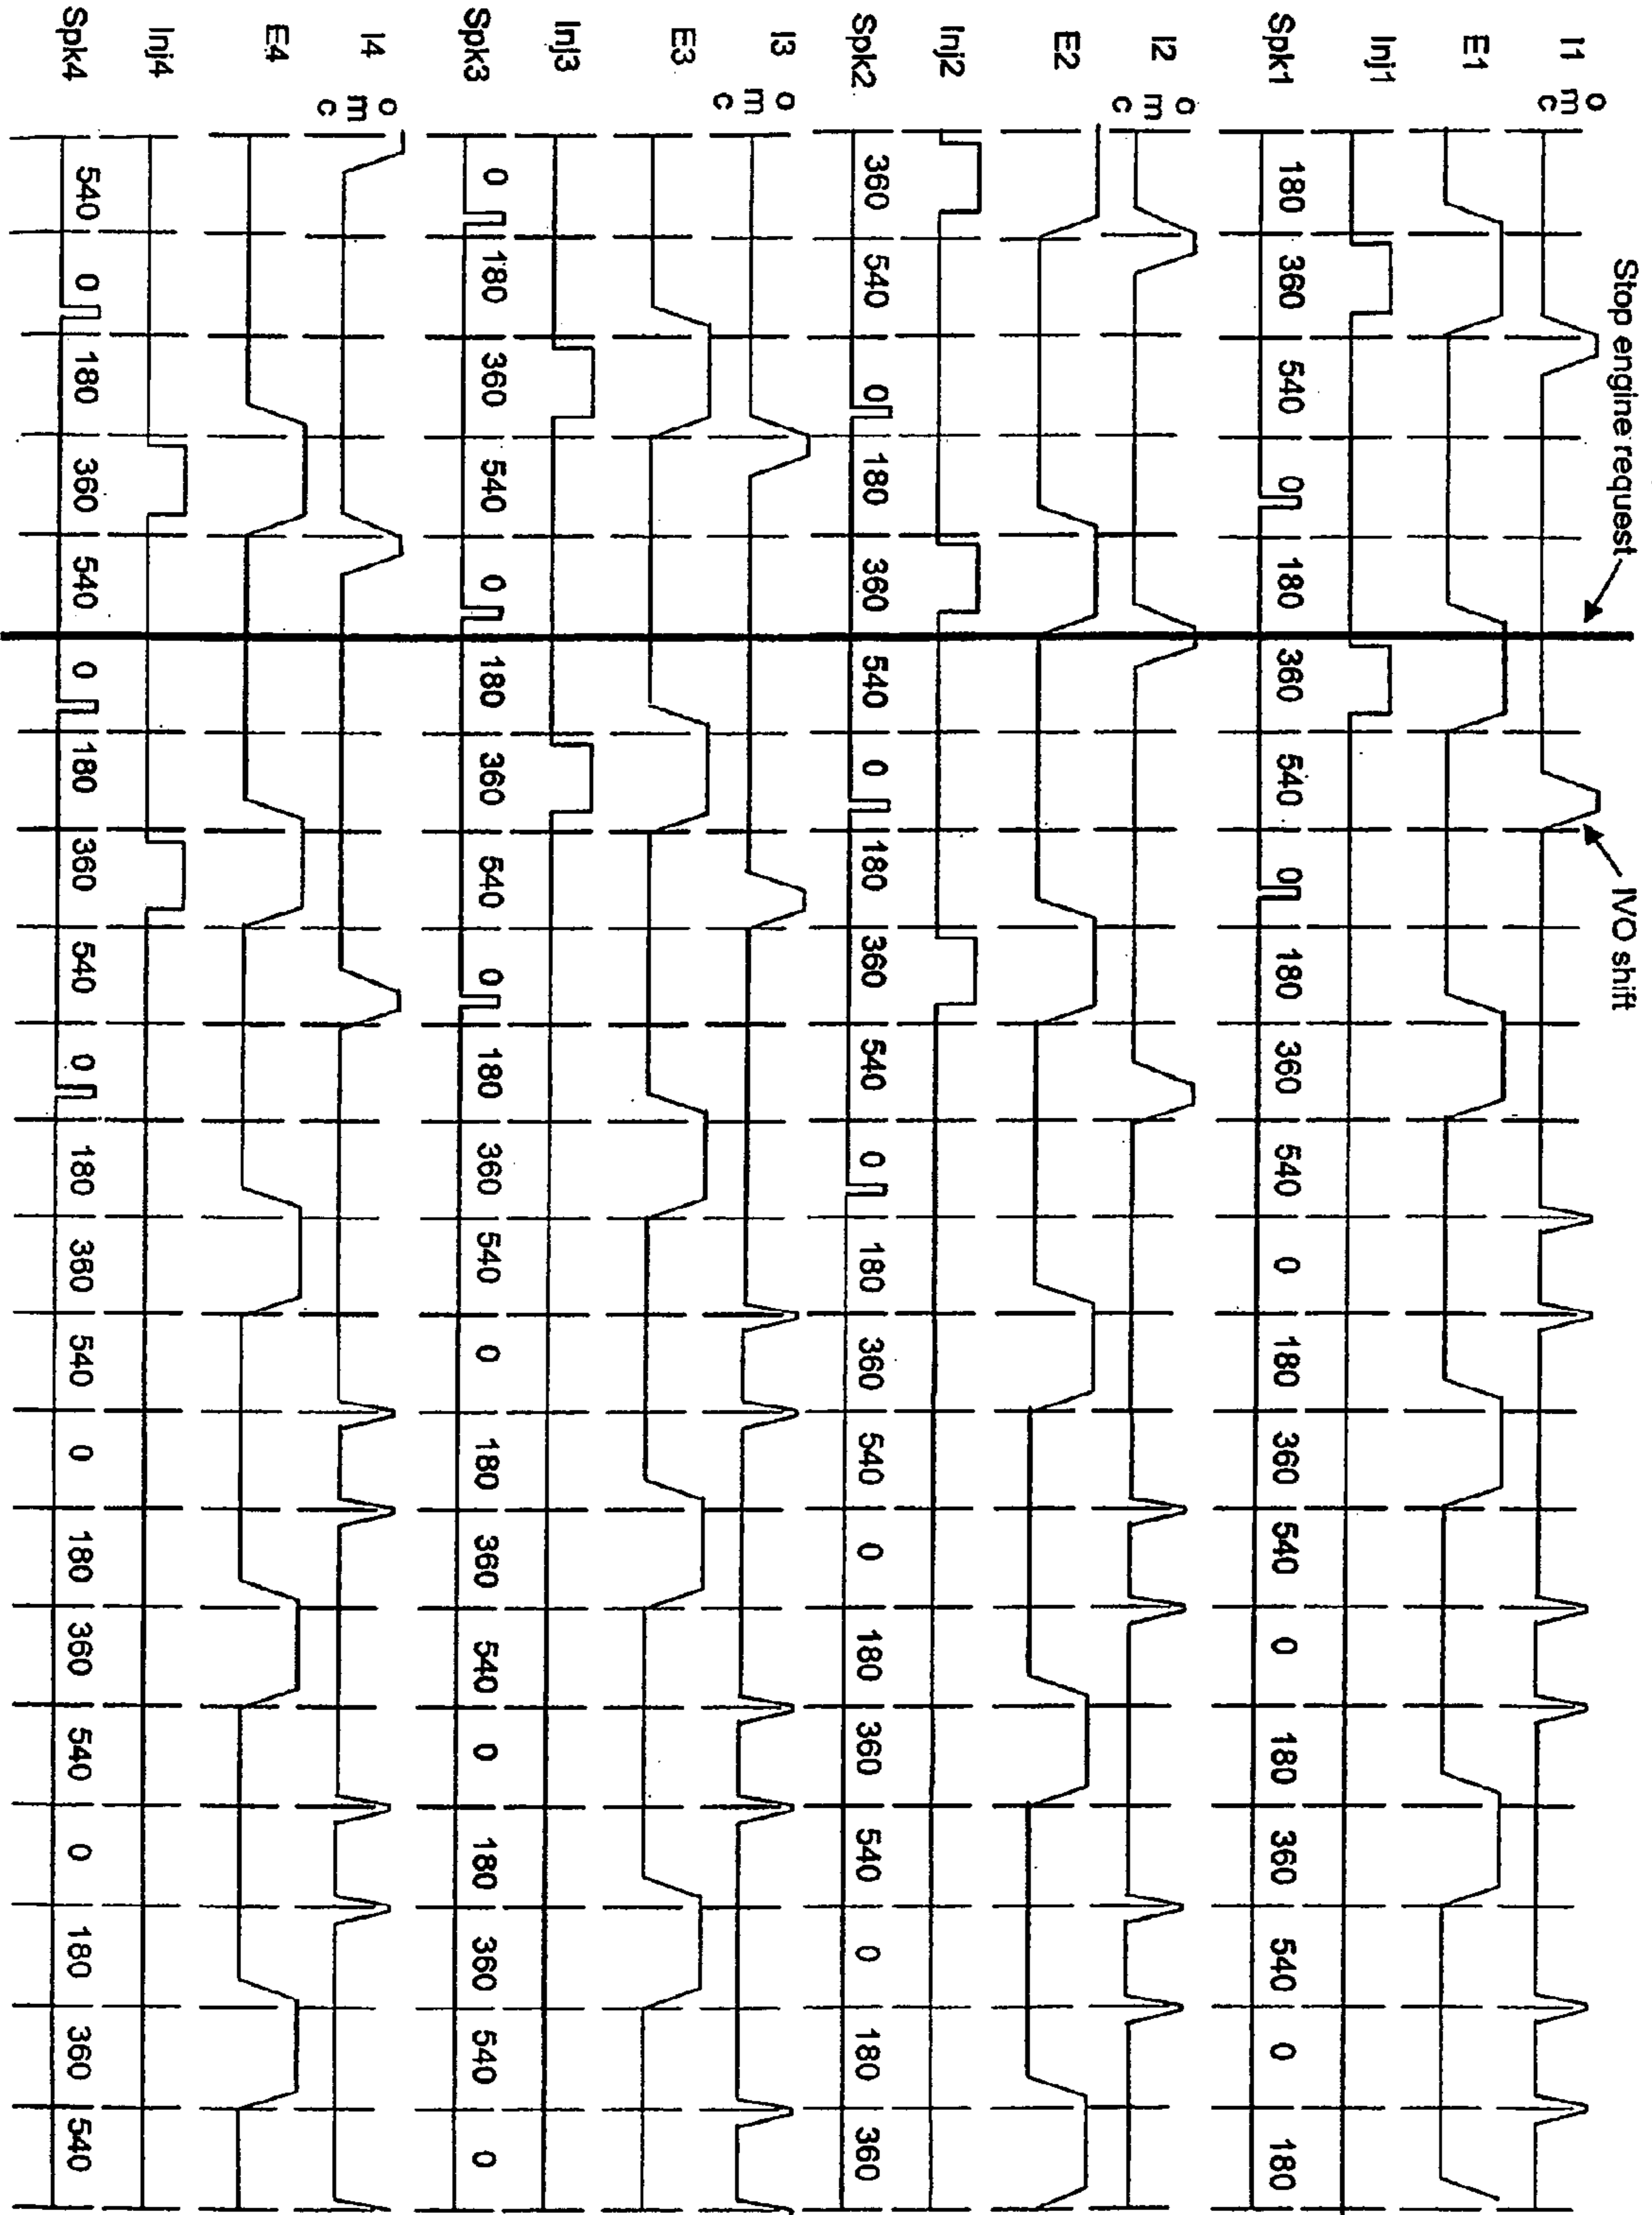 Stop engine request
IVO shift
o
I1 m
c
E1
Inj1
180 360 540 0 180 360 540 0 180 360 540 0 180 360 540 0 180 360 540 0 180
Spk1
o
I2 m
c
E2
Inj2
360 540 0 180 360 540 0 180 360 540 0 180 360 540 0 180 360 540 0 180 360
Spk2
o
I3 m
c
E3
Inj3
0 180 360 540 0 180 360 540 0 180 360 540 0 180 360 540 0 180 360 540 0
Spk3
o
I4 m
c
E4
Inj4
540 0 180 360 540 0 180 360 540 0 180 360 540 0 180 360 540 0 180 360 540
Spk4